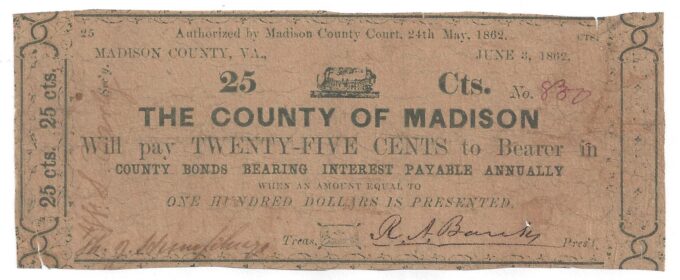 25 Authorized by Madison County Court, 24th May, 1862. CTS.
MADISON COUNTY, VA., JUNE 3, 1862.
25 Cts. No. 830
THE COUNTY OF MADISON
Will pay TWENTY-FIVE CENTS to Bearer in
COUNTY BONDS BEARING INTEREST PAYABLE ANNUALLY
WHEN AN AMOUNT EQUAL TO
ONE HUNDRED DOLLARS IS PRESENTED.
Treas. R A Banks Pres't.
25 cts. 25 cts.